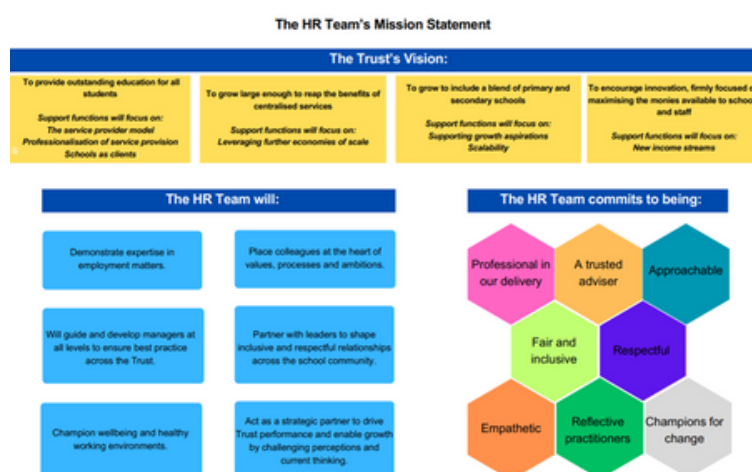 The HR Team's Mission Statement
The Trust's Vision:
To provide outstanding education for all
students
Support functions will focus on:
The service provider model
Professionalisation of service provision
Schools as clients
To grow large enough to reap the benefits of
centralised services
Support functions will focus on:
Leveraging further economies of scale
To grow to include a blend of primary and
secondary schools
Support functions will focus on:
Supporting growth aspirations
Scalability
To encourage innovation, firmly focused
maximising the monies available to
and staff
Support functions will focus on:
New income streams
The HR Team will:
Demonstrate expertise in
employment matters.
Place colleagues at the heart of
values, processes and ambitions.
Will guide and develop managers at
all levels to ensure best practice
across the Trust.
Partner with leaders to shape
inclusive and respectful relationships
across the school community.
Champion wellbeing and healthy
working environments.
Act as a strategic partner to drive
Trust performance and enable growth
by challenging perceptions and
current thinking.
The HR Team commits to being:
Professional in
our delivery
A trusted
adviser
Approachable
Fair and
inclusive
Respectful
Empathetic
Reflective
practitioners
Champions for
change